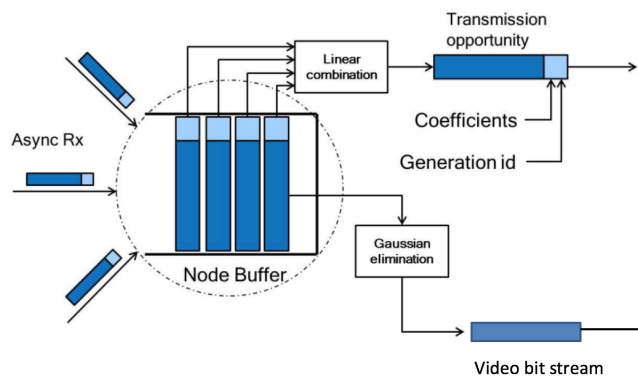 Transmission
opportunity
Linear
combination
Coefficients
Async Rx
Generation id
Gaussian
elimination
Node Buffer
Video bit stream